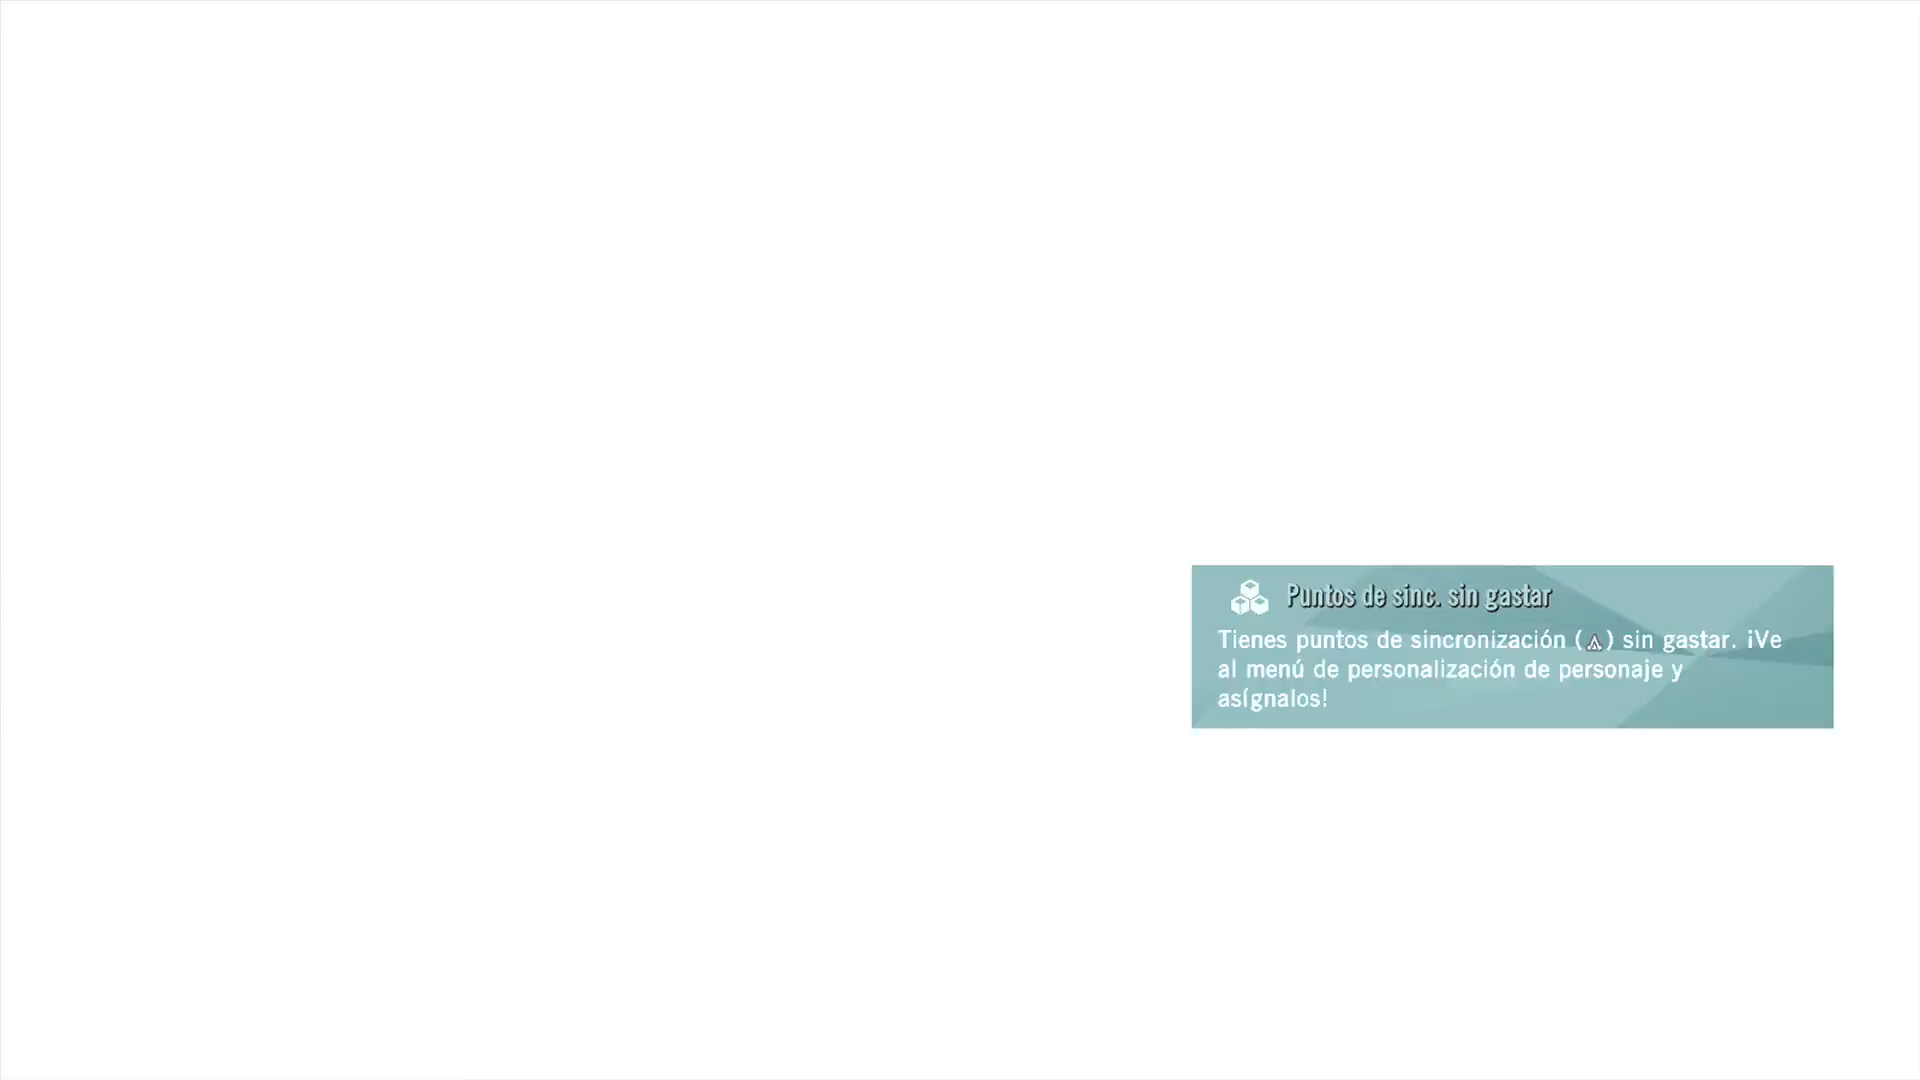 Puntos de sinc. sin gastar
Tienes puntos de sincronización () sin gastar. ¡Ve
al menú de personalización de personaje y
asígnalos!